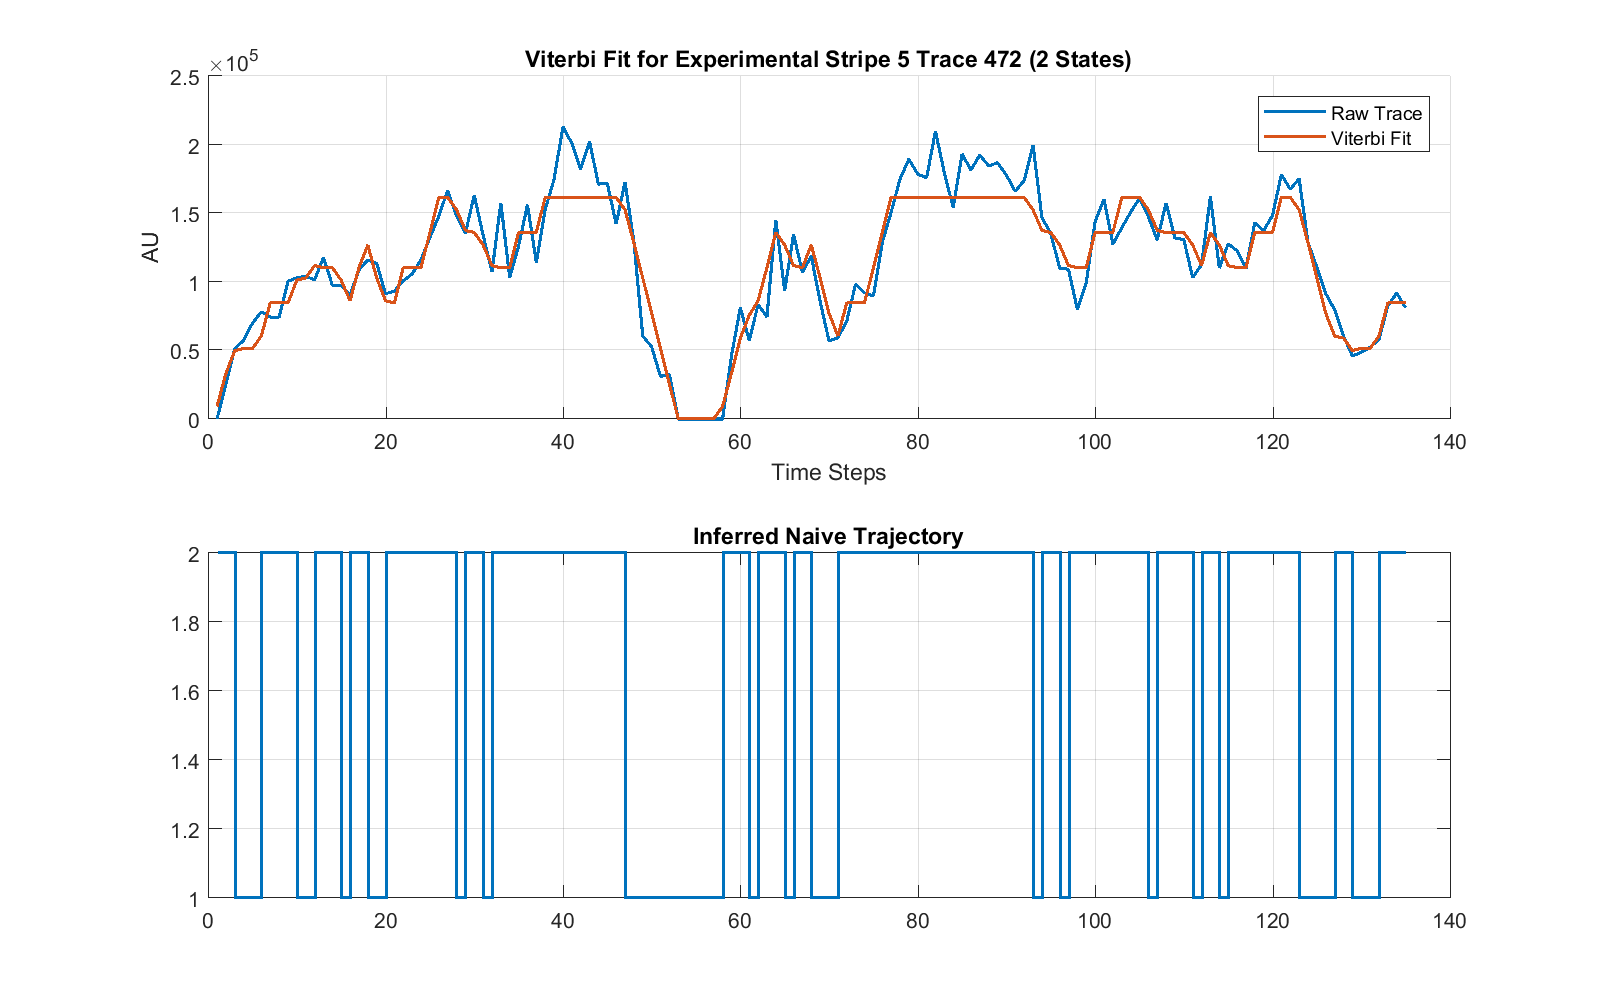 Viterbi Fit for Experimental Stripe 5 Trace 472 (2 States)
×10^5
2.5
2
1.5
1
0.5
0
AU
Raw Trace
Viterbi Fit
0 20 40 60 80 100 120 140
Time Steps
Inferred Naive Trajectory
2
1.8
1.6
1.4
1.2
1
0 20 40 60 80 100 120 140